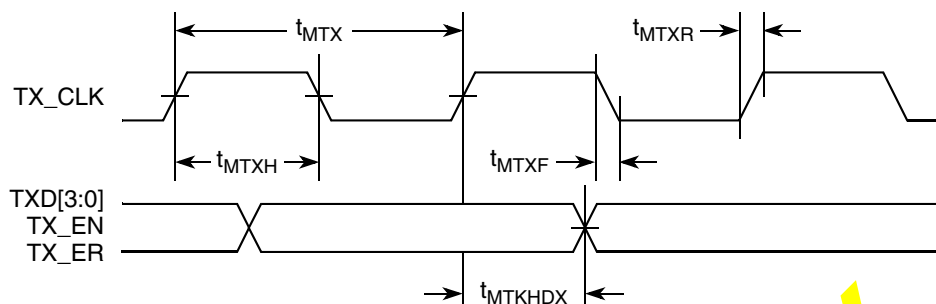 tMTX
tMTXR
TX_CLK
tMTXH
tMTXF
TXD[3:0]
TX_EN
TX_ER
tMTKHDX